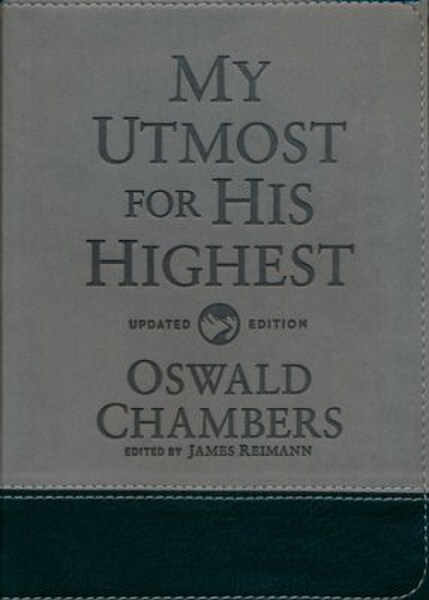 MY
UTMOST
FOR HIS
HIGHEST
UPDATED EDITION
OSWALD
CHAMBERS
EDITED BY JAMES REIMANN